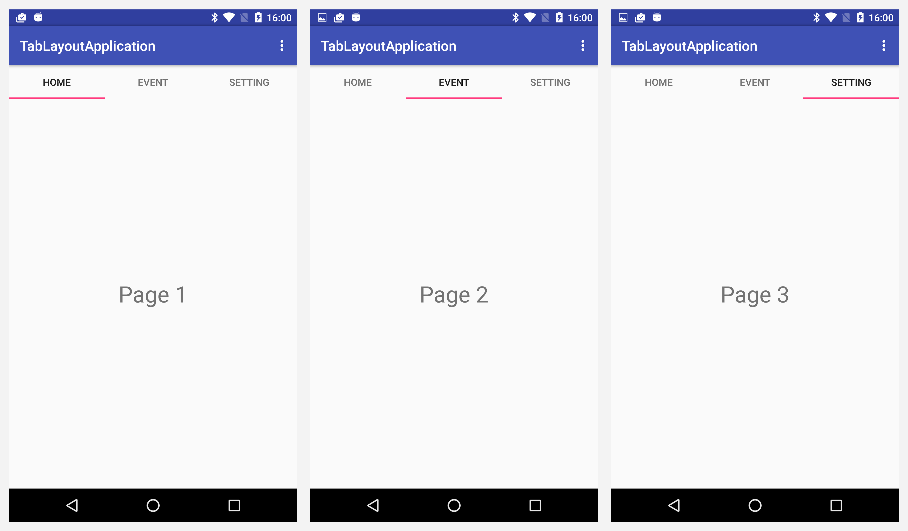 16:00
TabLayoutApplication
HOME EVENT SETTING
Page 1
16:00
TabLayoutApplication
HOME EVENT SETTING
Page 2
16:00
TabLayoutApplication
HOME EVENT SETTING
Page 3